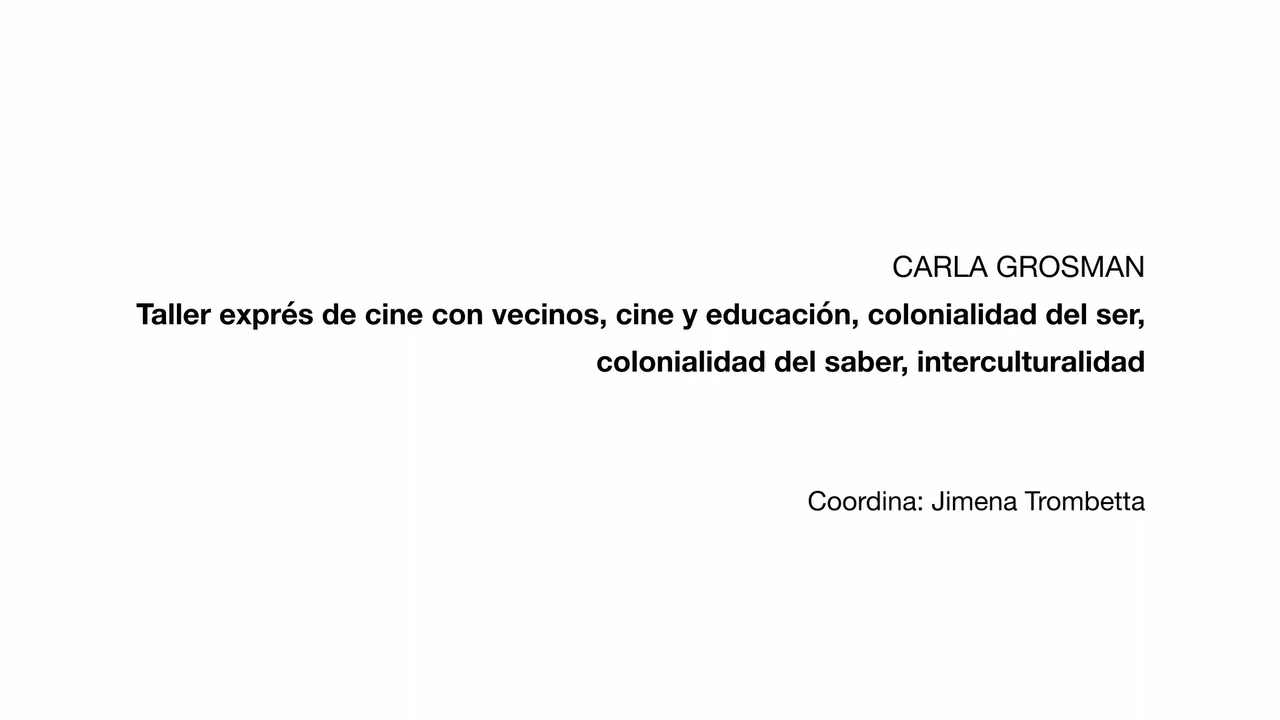 CARLA GROSMAN
Taller exprés de cine con vecinos, cine y educación, colonialidad del ser,
colonialidad del saber, interculturalidad
Coordina: Jimena Trombetta